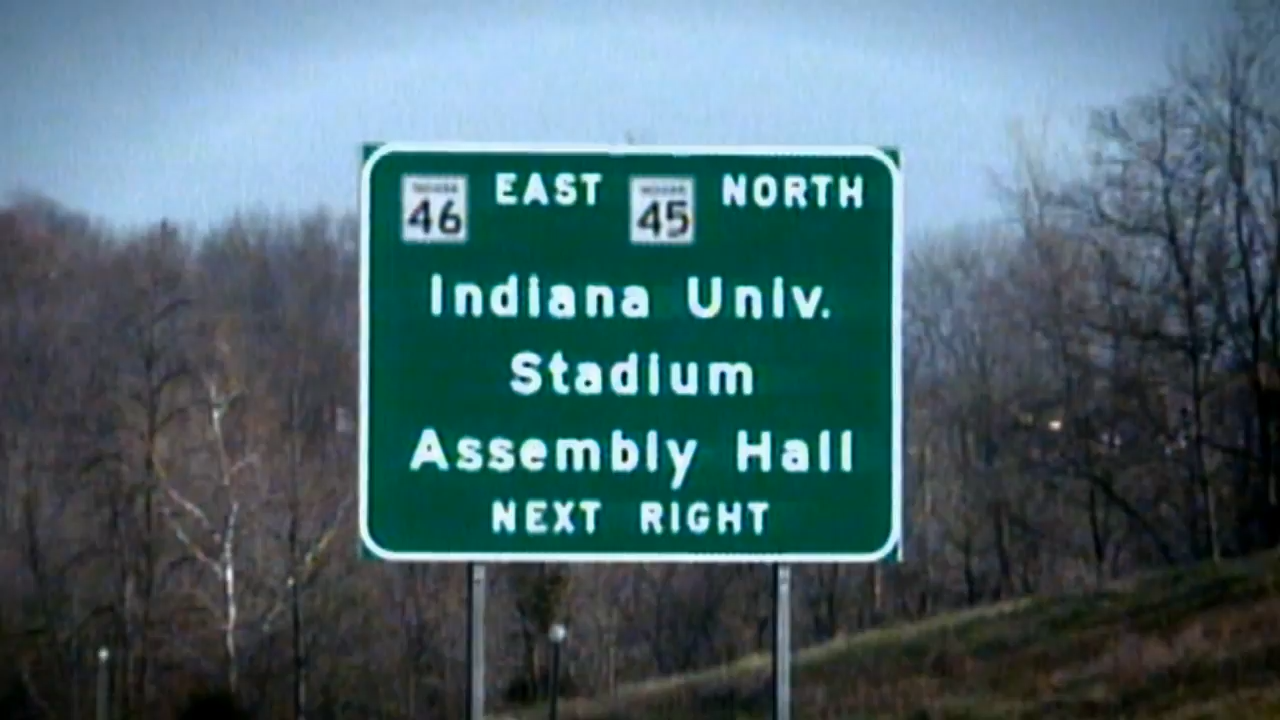 46 EAST 45 NORTH
Indiana Univ.
Stadium
Assembly Hall
NEXT RIGHT